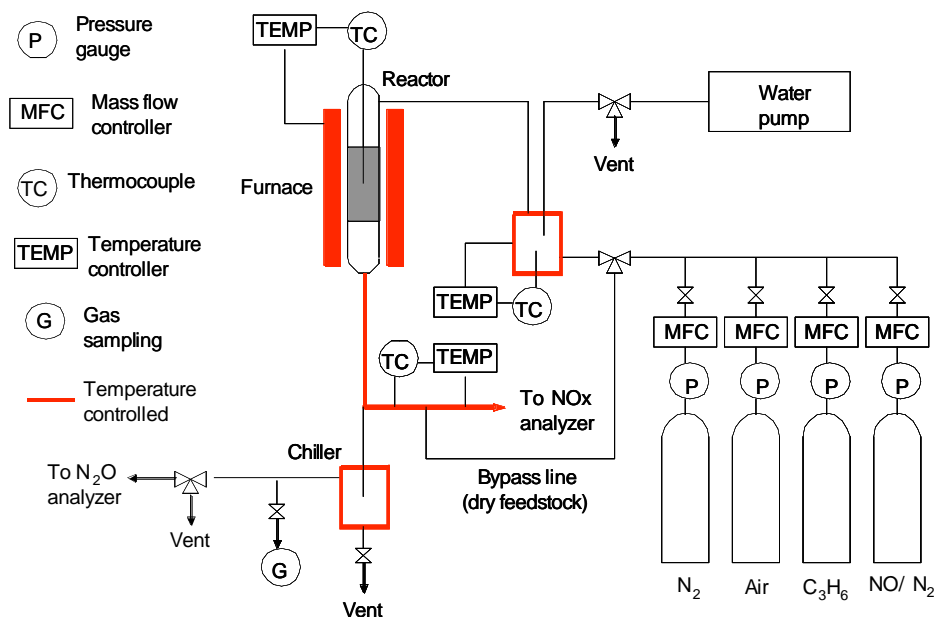 P
Pressure
gauge
MFC
Mass flow
controller
TC
Thermocouple
TEMP
Temperature
controller
G
Gas
sampling
Temperature
controlled
TEMP
TC
Reactor
Furnace
Water
pump
Vent
TEMP
TC
MFC
MFC
MFC
MFC
P
P
P
P
N2
Air
C3H6
NO/ N2
TC
TEMP
To NOx
analyzer
Bypass line
(dry feedstock)
Chiller
To N2O
analyzer
Vent
G
Vent